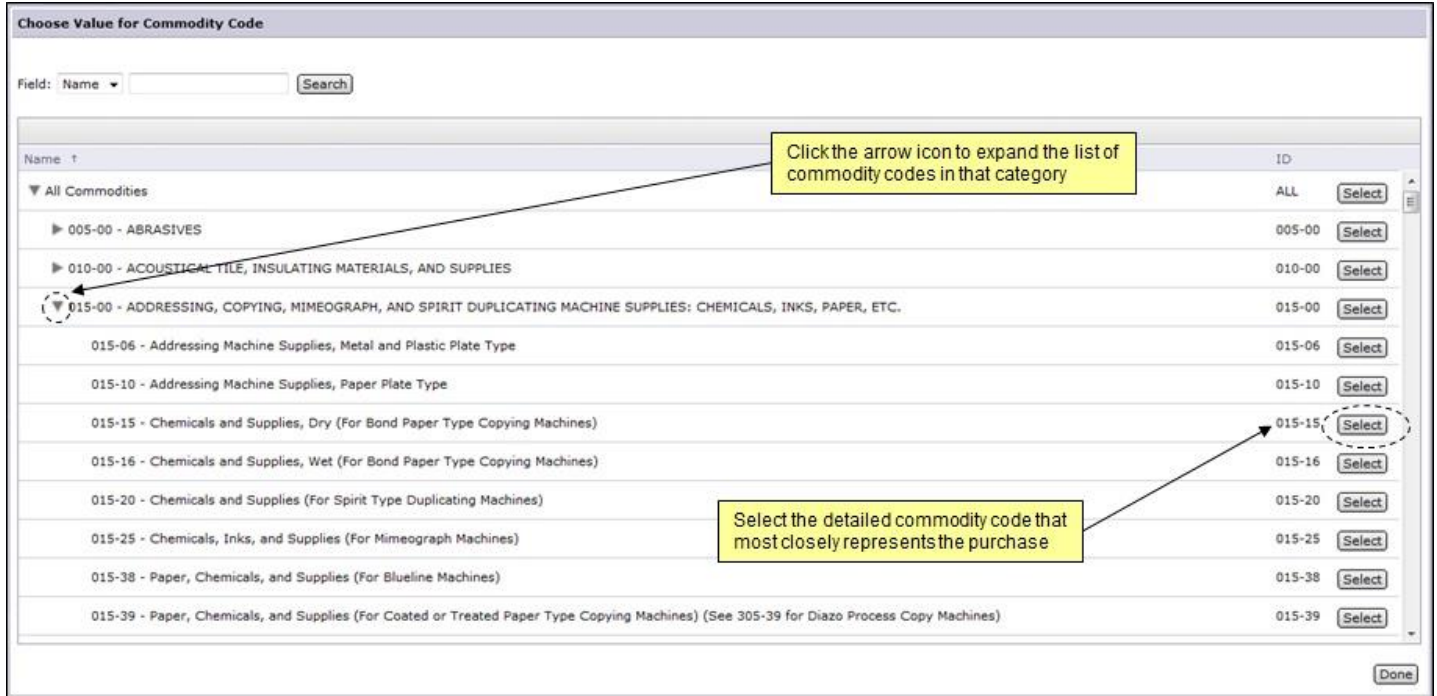 Choose Value for Commodity Code
Field: Name Search
Click the arrow icon to expand the list of
commodity codes in that category
Name ↑ ID
All Commodities ALL Select
005-00 - ABRASIVES 005-00 Select
010-00 - ACOUSTICAL TILE, INSULATING MATERIALS, AND SUPPLIES 010-00 Select
015-00 - ADDRESSING, COPYING, MIMEOGRAPH, AND SPIRIT DUPLICATING MACHINE SUPPLIES: CHEMICALS, INKS, PAPER, ETC. 015-00 Select
015-06 - Addressing Machine Supplies, Metal and Plastic Plate Type 015-06 Select
015-10 - Addressing Machine Supplies, Paper Plate Type 015-10 Select
015-15 - Chemicals and Supplies, Dry (For Bond Paper Type Copying Machines) 015-15 Select
015-16 - Chemicals and Supplies, Wet (For Bond Paper Type Copying Machines) 015-16 Select
015-20 - Chemicals and Supplies (For Spirit Type Duplicating Machines) 015-20 Select
Select the detailed commodity code that
most closely represents the purchase
015-25 - Chemicals, Inks, and Supplies (For Mimeograph Machines) 015-25 Select
015-38 - Paper, Chemicals, and Supplies (For Blueline Machines) 015-38 Select
015-39 - Paper, Chemicals, and Supplies (For Coated or Treated Paper Type Copying Machines) (See 305-39 for Diazo Process Copy Machines) 015-39 Select
Done